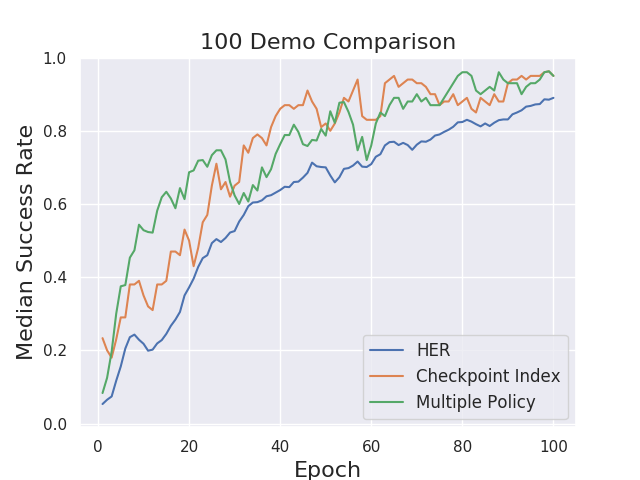 100 Demo Comparison
Median Success Rate
1.0
0.8
0.6
0.4
0.2
0.0
0
20
40
60
80
100
Epoch
HER
Checkpoint Index
Multiple Policy